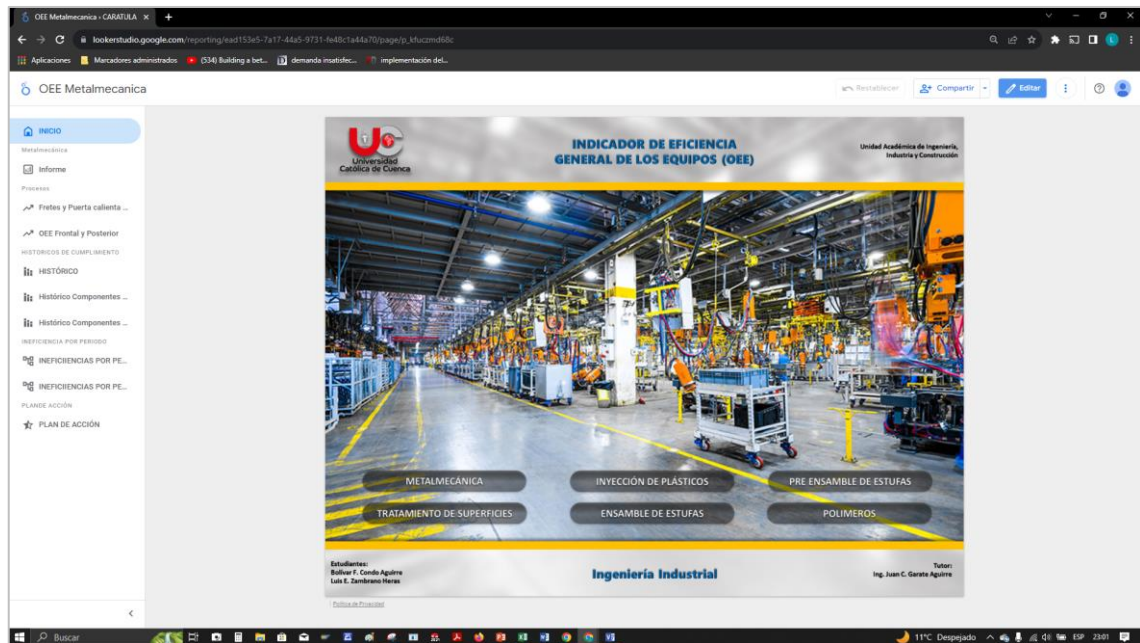 OEE Metalmecanica › CARATULA
lookerstudio.google.com/reporting/ead153e5-7a17-44a5-9731-fe48c1a44a70/page/p_kfuczmd68c
Aplicaciones Marcadores administrados (534) Building a bet... demanda insatisfec... implementación del...
OEE Metalmecanica
Restablecer Compartir Editar
INICIO
Metalmecánica
Informe
Procesos
Fretes y Puerta calienta ...
OEE Frontal y Posterior
HISTORICOS DE CUMPLIMIENTO
HISTÓRICO
Histórico Componentes ...
Histórico Componentes ...
INEFICIENCIA POR PERIODO
INEFICIENCIAS POR PE...
INEFICIENCIAS POR PE...
PLANDE ACCIÓN
PLAN DE ACCIÓN
UC
Universidad
Católica de Cuenca
INDICADOR DE EFICIENCIA
GENERAL DE LOS EQUIPOS (OEE)
Unidad Académica de Ingeniería,
Industria y Construcción
METALMECÁNICA INYECCIÓN DE PLÁSTICOS PRE ENSAMBLE DE ESTUFAS
TRATAMIENTO DE SUPERFICIES ENSAMBLE DE ESTUFAS POLIMEROS
Estudiantes:
Bolívar F. Condo Aguirre
Luis E. Zambrano Heras
Ingeniería Industrial
Tutor:
Ing. Juan C. Garate Aguirre
Política de Privacidad
Buscar
11°C Despejado ESP 23:01